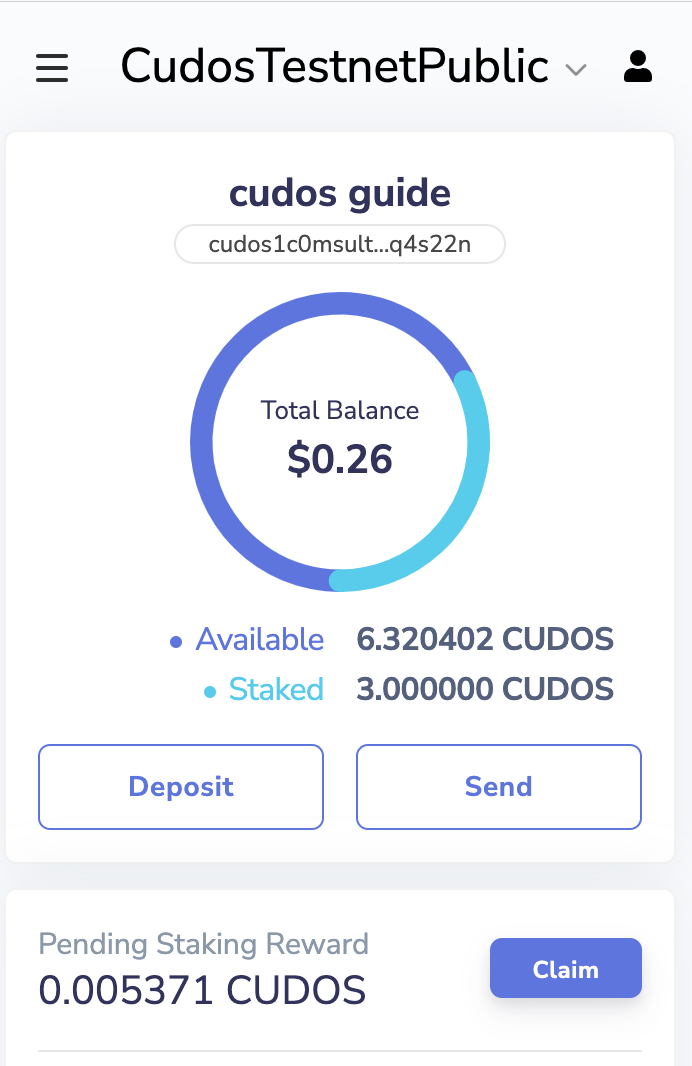 CudosTestnetPublic
cudos guide
cudos1c0msult...q4s22n
Total Balance
$0.26
Available 6.320402 CUDOS
Staked 3.000000 CUDOS
Deposit Send
Pending Staking Reward
0.005371 CUDOS
Claim